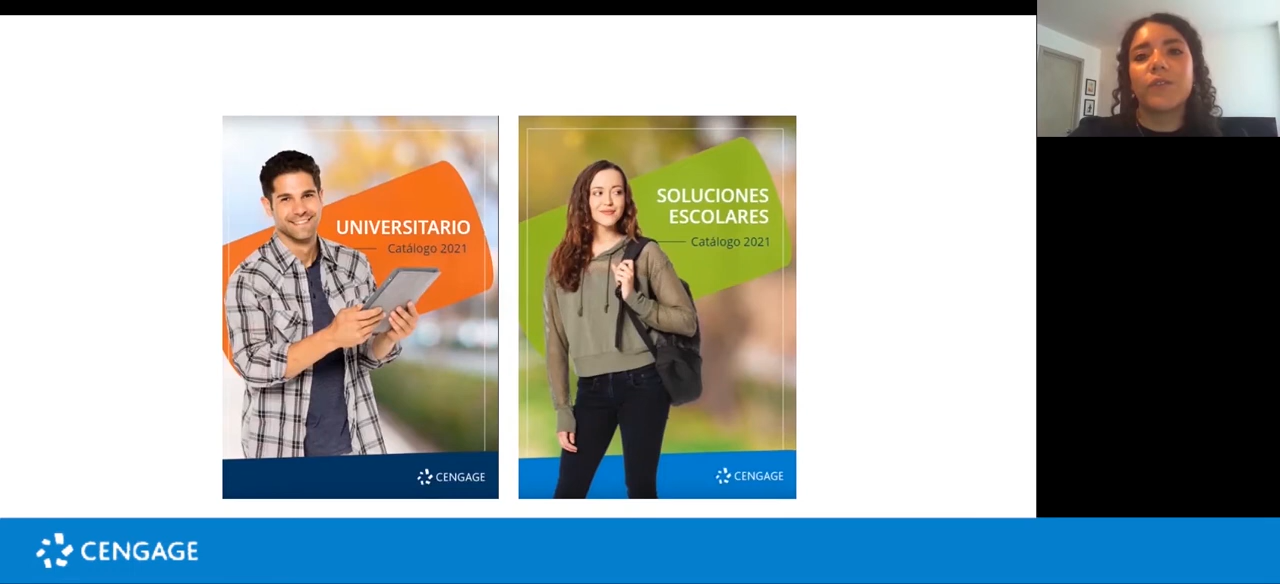 UNIVERSITARIO
Catálogo 2021
CENGAGE
SOLUCIONES
ESCOLARES
Catálogo 2021
CENGAGE
CENGAGE